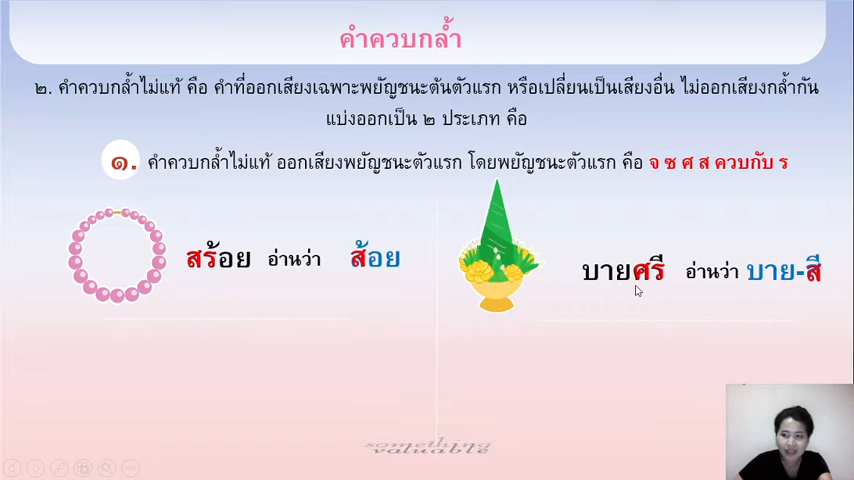 คำควบกล้ำ
๒. คำควบกล้ำไม่แท้ คือ คำที่ออกเสียงเฉพาะพยัญชนะต้นตัวแรก หรือเปลี่ยนเป็นเสียงอื่น ไม่ออกเสียงกล้ำกัน
แบ่งออกเป็น ๒ ประเภท คือ
๑. คำควบกล้ำไม่แท้ ออกเสียงพยัญชนะตัวแรก โดยพยัญชนะตัวแรก คือ จ ซ ศ ส ควบกับ ร
สร้อย อ่านว่า ส้อย
บายศรี อ่านว่า บาย-สี
something
valuable